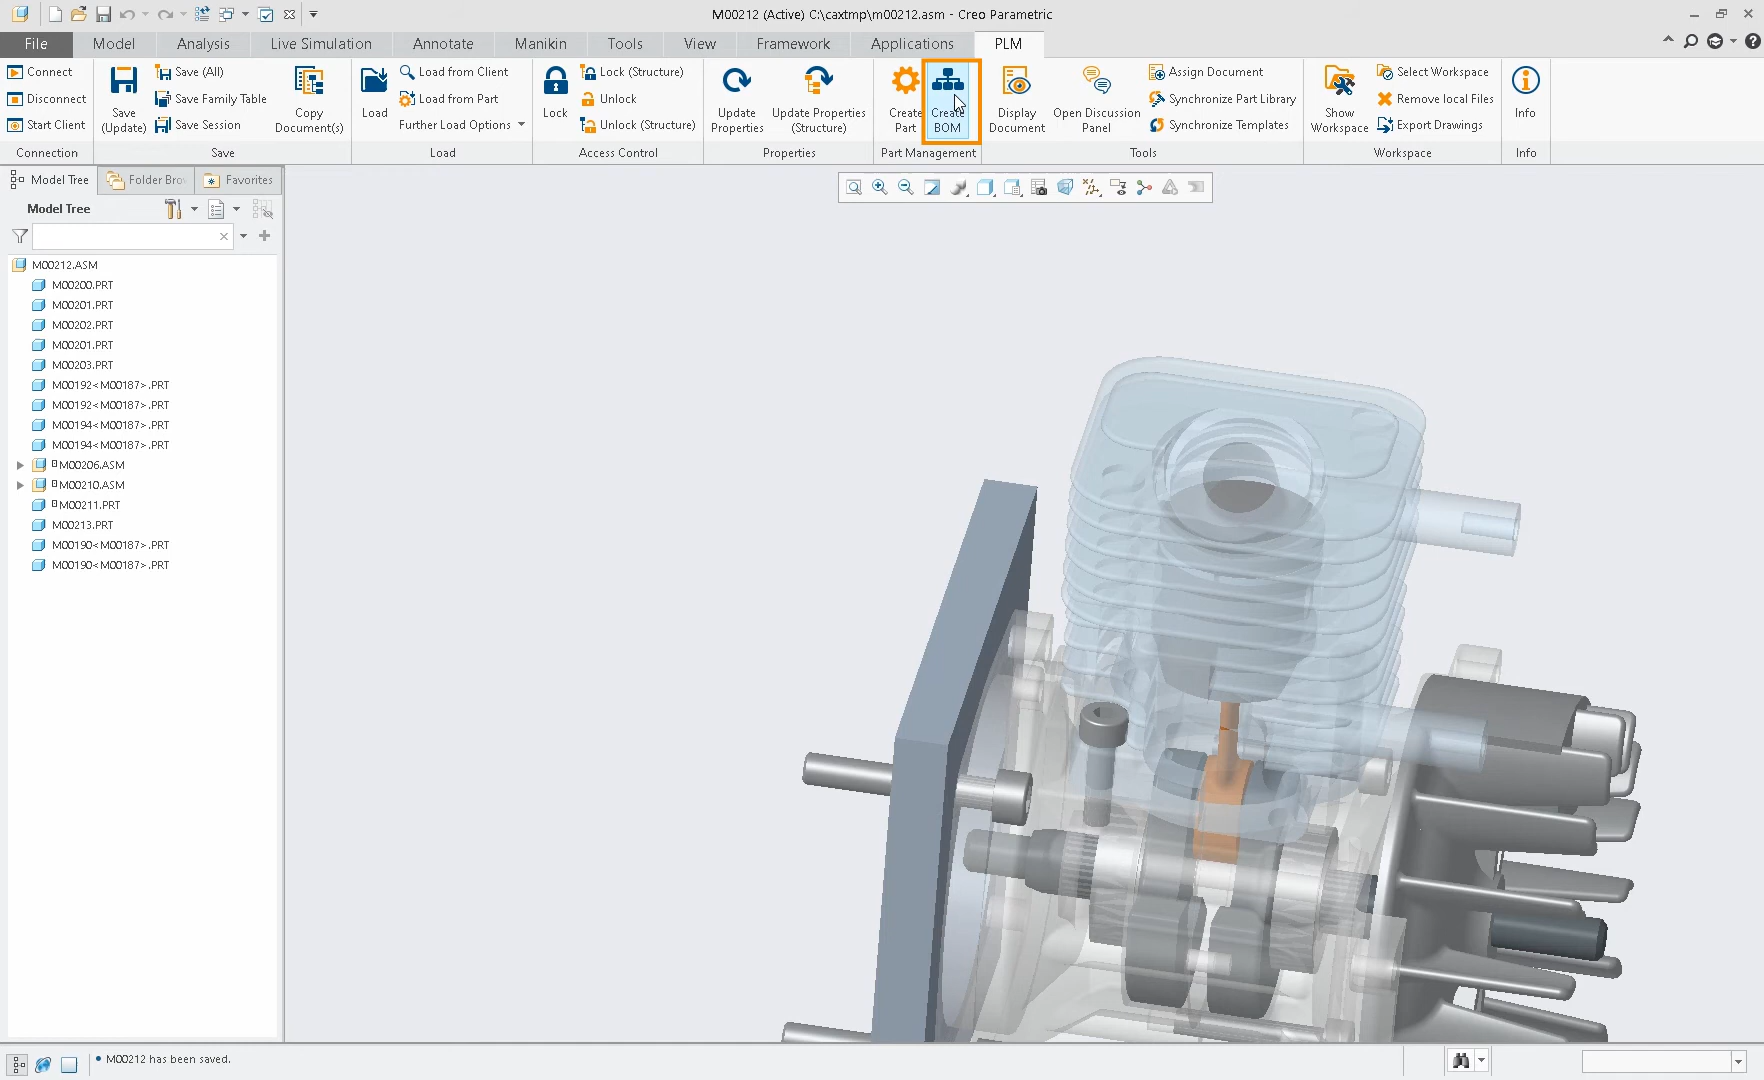 M00212 (Active) C:\caxtmp\m00212.asm - Creo Parametric
File
Model
Analysis
Live Simulation
Annotate
Manikin
Tools
View
Framework
Applications
PLM
Connect
Disconnect
Start Client
Connection
Save
(Update)
Save (All)
Save Family Table
Save Session
Copy
Document(s)
Save
Load
Load from Client
Load from Part
Further Load Options
Load
Lock
Lock (Structure)
Unlock
Unlock (Structure)
Access Control
Update
Properties
Update Properties
(Structure)
Properties
Create
Part
Create
BOM
Part Management
Display
Document
Open Discussion
Panel
Assign Document
Synchronize Part Library
Synchronize Templates
Tools
Show
Workspace
Select Workspace
Remove local Files
Export Drawings
Workspace
Info
Info
Model Tree
Folder Bro
Favorites
Model Tree
M00212.ASM
M00200.PRT
M00201.PRT
M00202.PRT
M00201.PRT
M00203.PRT
M00192<M00187>.PRT
M00192<M00187>.PRT
M00194<M00187>.PRT
M00194<M00187>.PRT
M00206.ASM
M00210.ASM
M00211.PRT
M00213.PRT
M00190<M00187>.PRT
M00190<M00187>.PRT
• M00212 has been saved.